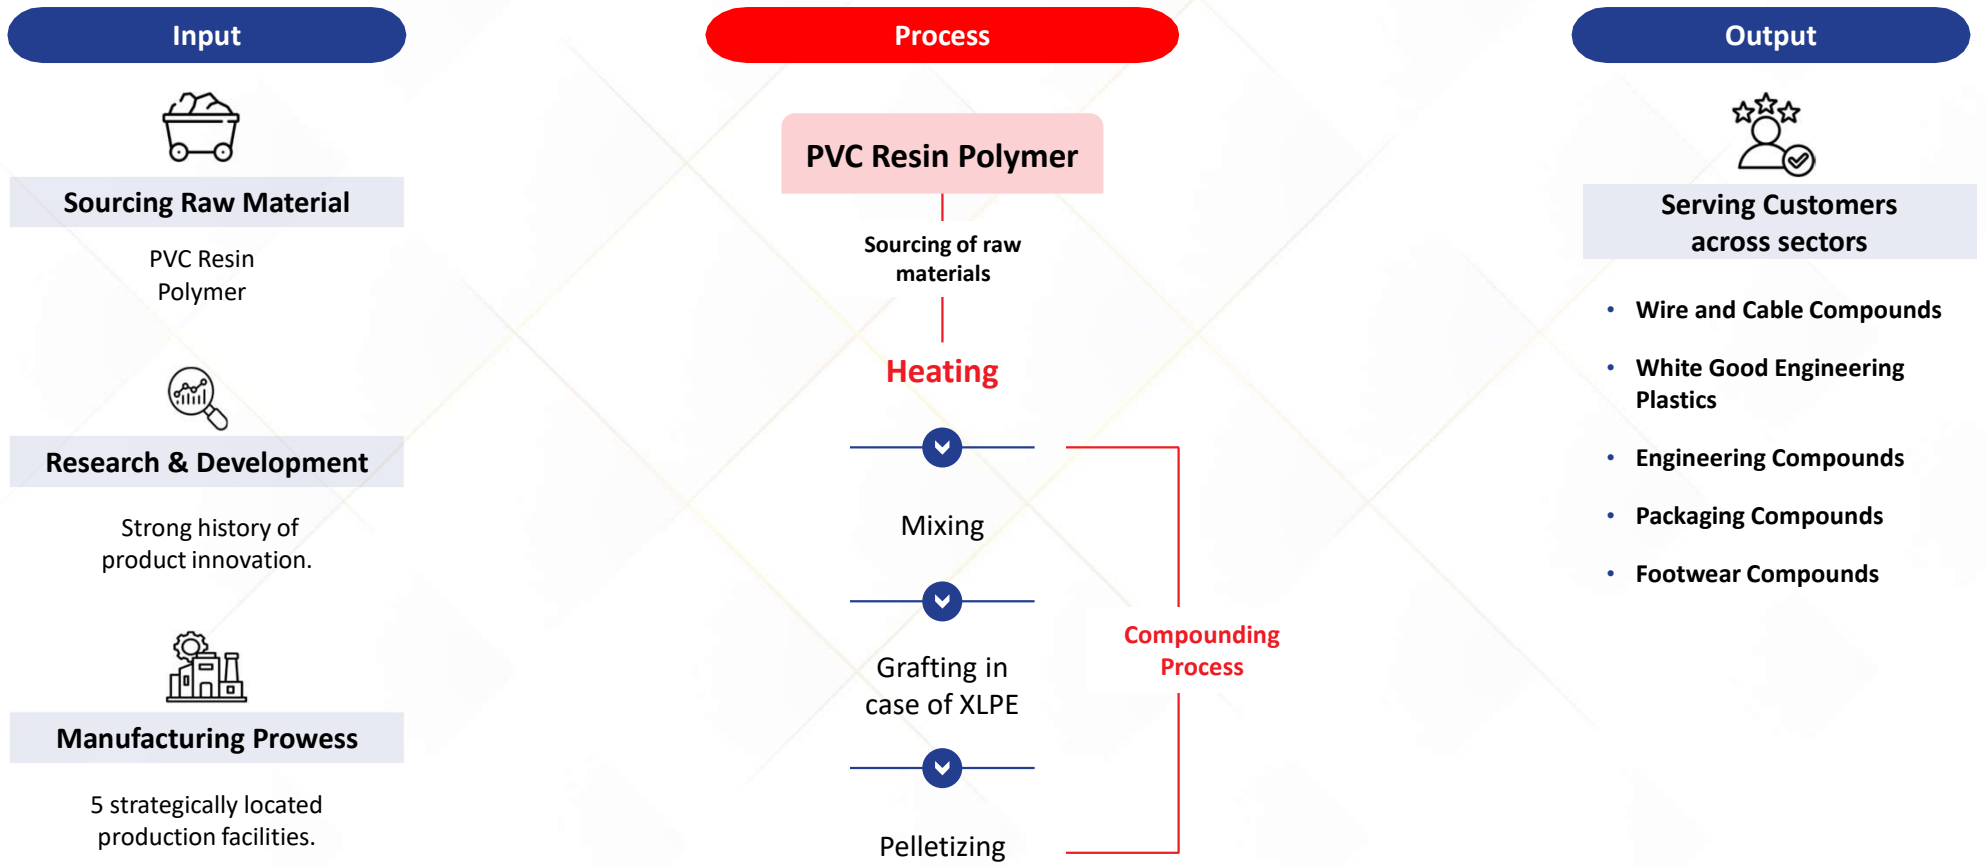 Input
Sourcing Raw Material
PVC Resin
Polymer
Research & Development
Strong history of
product innovation.
Manufacturing Prowess
5 strategically located
production facilities.
Process
PVC Resin Polymer
Sourcing of raw
materials
Heating
Mixing
Grafting in
case of XLPE
Pelletizing
Compounding
Process
Output
Serving Customers
across sectors
• Wire and Cable Compounds
• White Good Engineering
Plastics
• Engineering Compounds
• Packaging Compounds
• Footwear Compounds